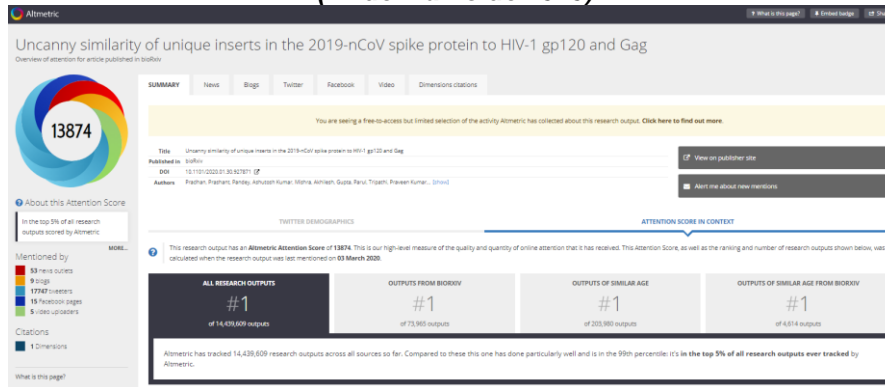 Altmetric
What is this page?
Embed badge
Uncanny similarity of unique inserts in the 2019-nCoV spike protein to HIV-1 gp120 and Gag
Overview of attention for article published in bioRxiv
SUMMARY News Blogs Twitter Facebook Video Dimensions citations
13874
You are seeing a free-to-access but limited selection of the activity Altmetric has collected about this research output. Click here to find out more.
Title Uncanny similarity of unique inserts in the 2019-nCoV spike protein to HIV-1 gp120 and Gag
Published in bioRxiv
DOI 10.1101/2020.01.30.927871
Authors Pradhan, Prashant, Pandey, Ashutosh Kumar, Mishra, Akhilesh, Gupta, Parul, Tripathi, Praveen Kumar... [show]
View on publisher site
Alert me about new mentions
About this Attention Score
In the top 5% of all research
outputs scored by Altmetric
MORE...
TWITTER DEMOGRAPHICS ATTENTION SCORE IN CONTEXT
This research output has an Altmetric Attention Score of 13874. This is our high-level measure of the quality and quantity of online attention that it has received. This Attention Score, as well as the ranking and number of research outputs shown below, was
calculated when the research output was last mentioned on 03 March 2020.
Mentioned by
53 news outlets
9 blogs
17747 tweeters
15 Facebook pages
5 video uploaders
Citations
1 Dimensions
What is this page?
ALL RESEARCH OUTPUTS
#1
of 14,439,609 outputs
OUTPUTS FROM BIORXIV
#1
of 73,965 outputs
OUTPUTS OF SIMILAR AGE
#1
of 203,980 outputs
OUTPUTS OF SIMILAR AGE FROM BIORXIV
#1
of 4,614 outputs
Altmetric has tracked 14,439,609 research outputs across all sources so far. Compared to these this one has done particularly well and is in the 99th percentile: it's in the top 5% of all research outputs ever tracked by
Altmetric.